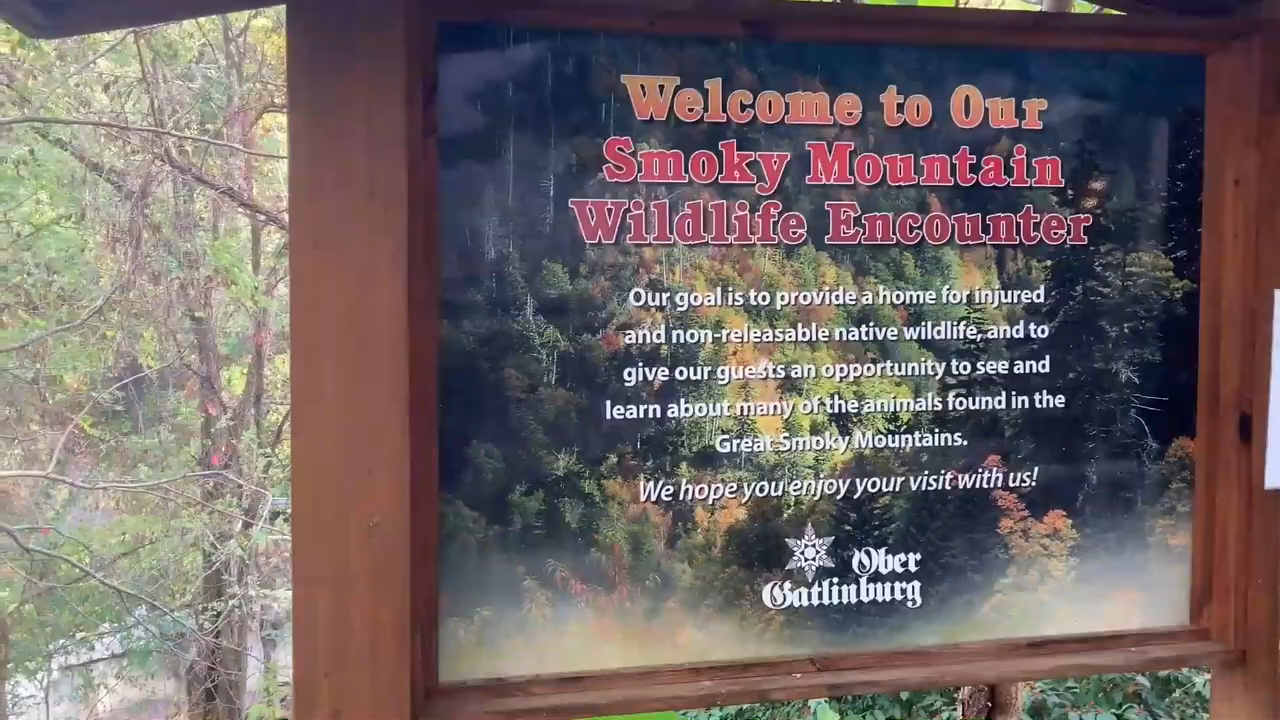 Welcome to Our
Smoky Mountain
Wildlife Encounter
Our goal is to provide a home for injured
and non-releasable native wildlife, and to
give our guests an opportunity to see and
learn about many of the animals found in the
Great Smoky Mountains.
We hope you enjoy your visit with us!
Ober
Gatlinburg